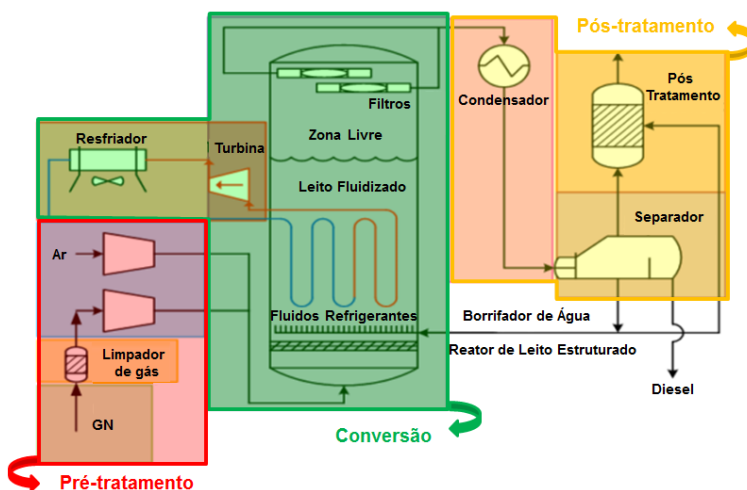 Pós-tratamento
Pós
Tratamento
Condensador
Filtros
Resfriador
Turbina
Zona Livre
Leito Fluidizado
Separador
Ar
Fluidos Refrigerantes
Borrifador de Água
Limpador
de gás
Reator de Leito Estruturado
Diesel
GN
Conversão
Pré-tratamento